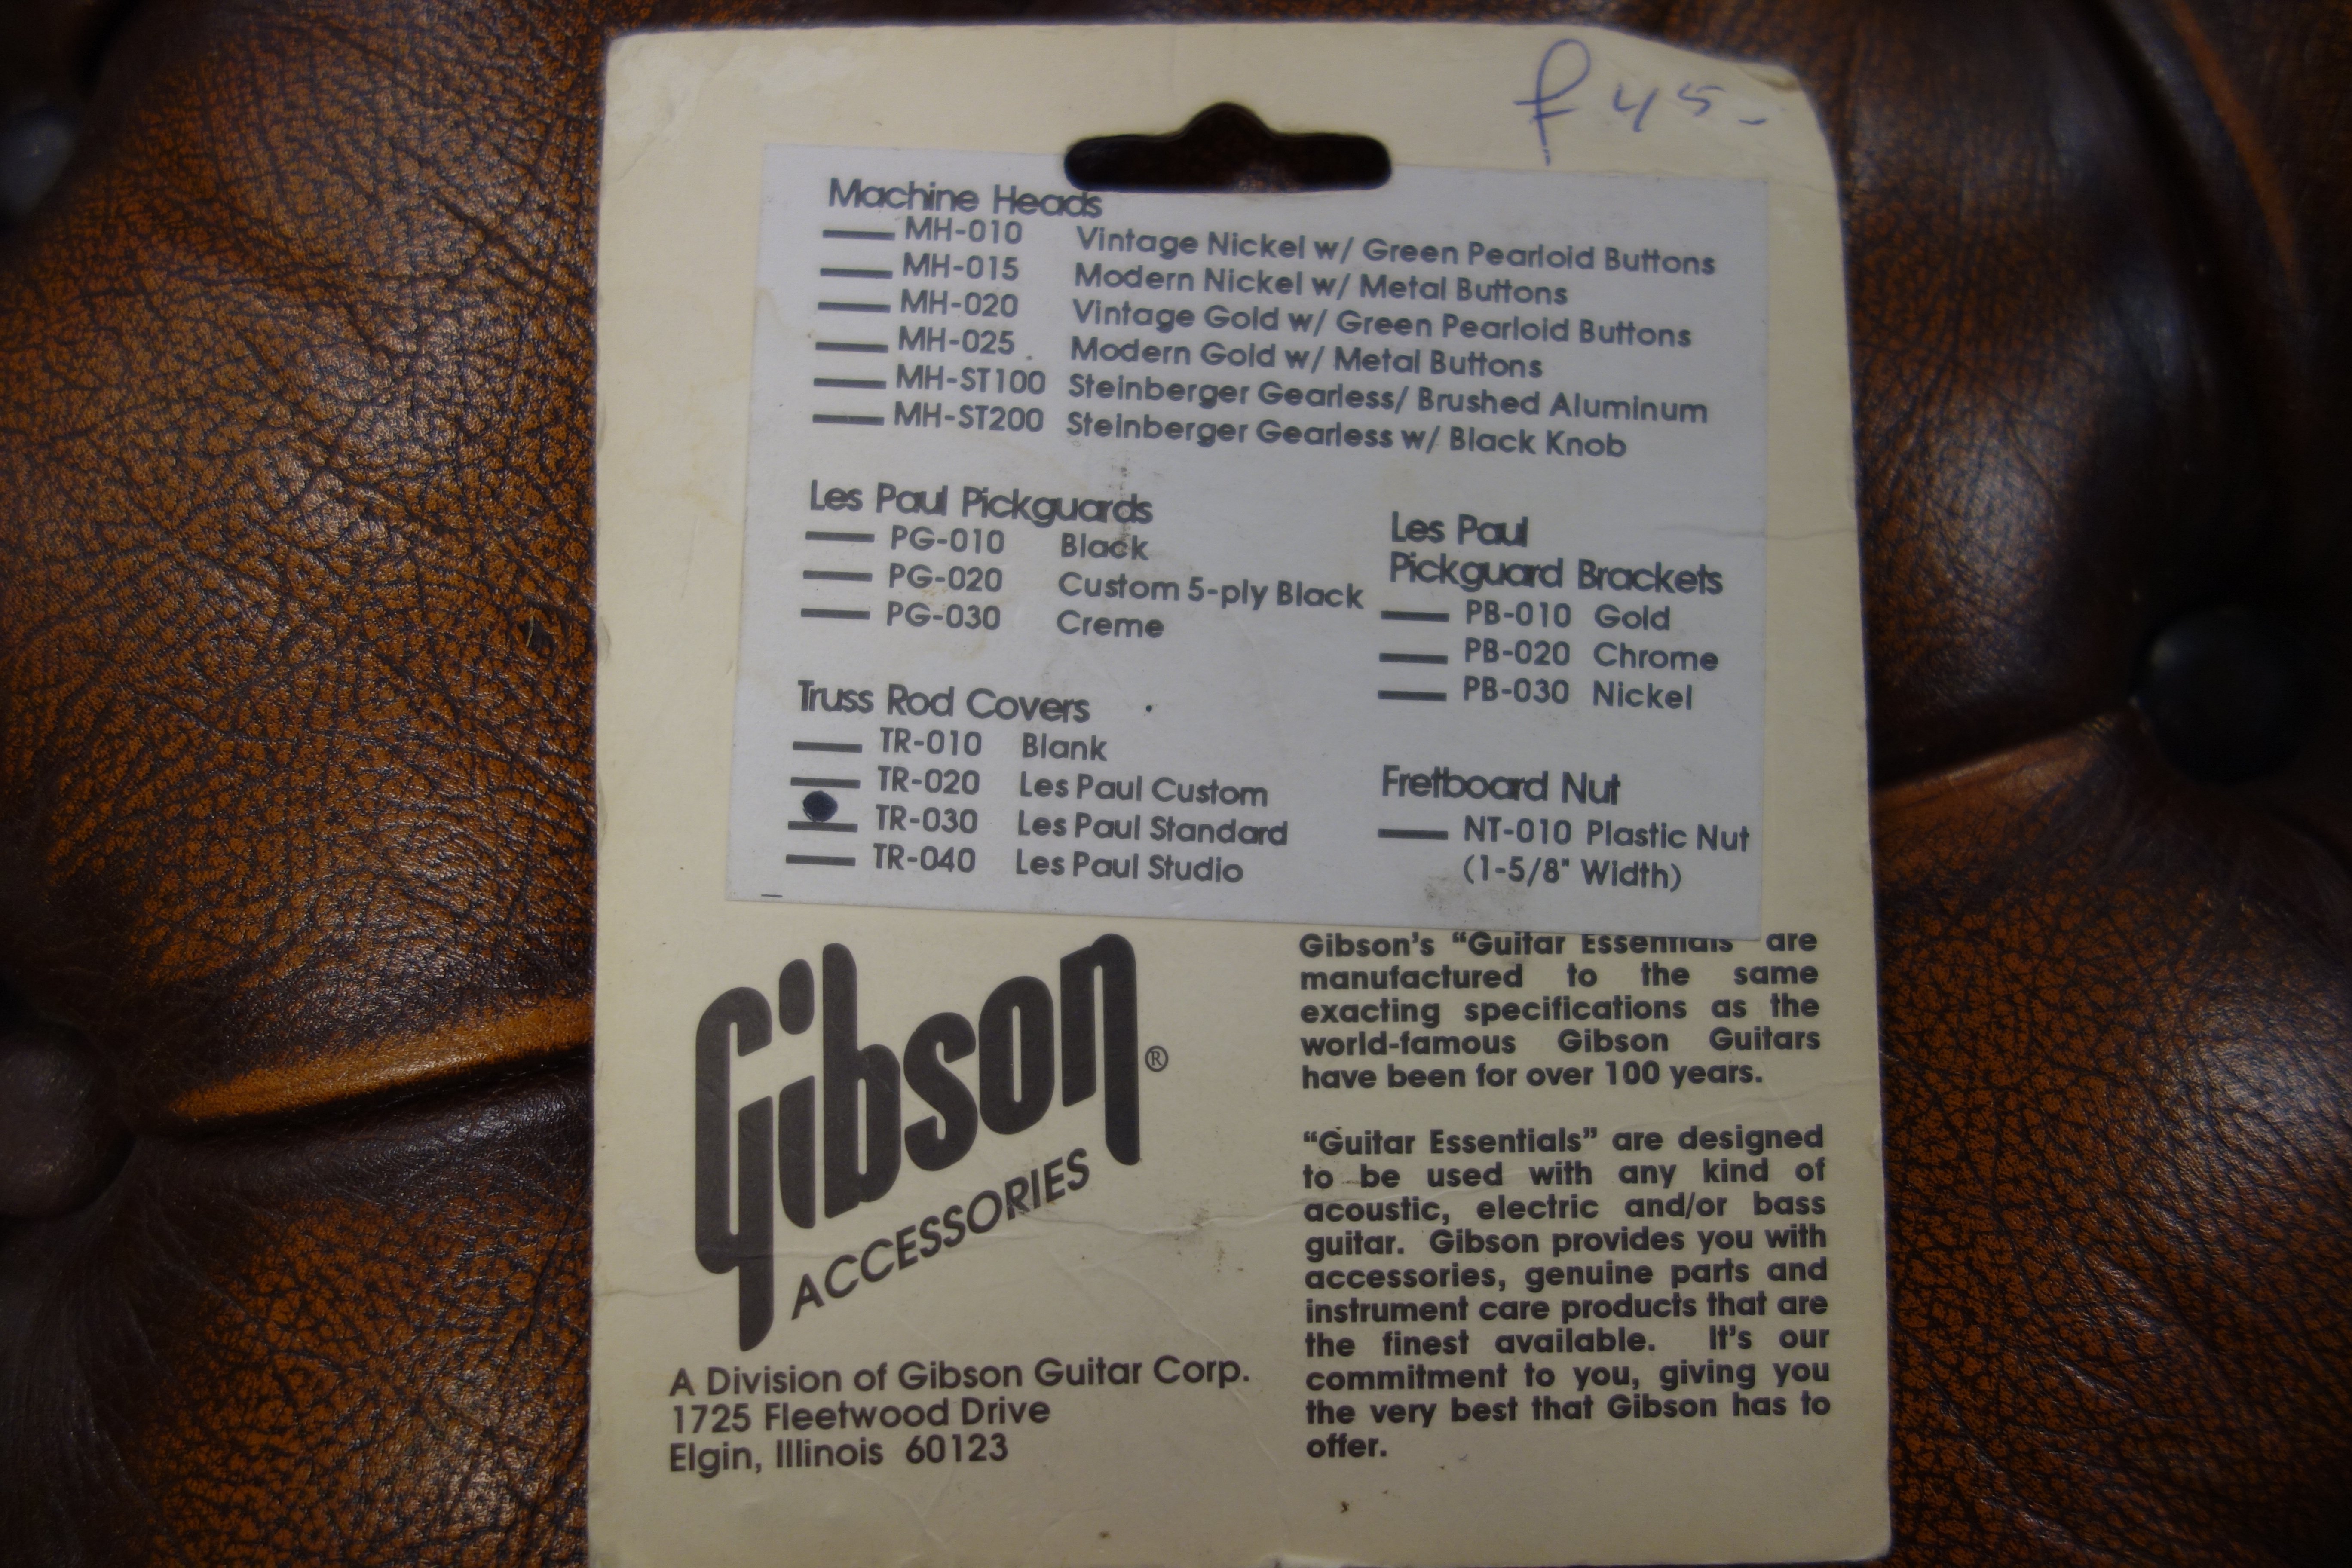 f 45.-
Machine Heads
MH-010 Vintage Nickel w/ Green Pearloid Buttons
MH-015 Modern Nickel w/ Metal Buttons
MH-020 Vintage Gold w/ Green Pearloid Buttons
MH-025 Modern Gold w/ Metal Buttons
MH-ST100 Steinberger Gearless/ Brushed Aluminum
MH-ST200 Steinberger Gearless w/ Black Knob
Les Paul Pickguards
PG-010 Black
PG-020 Custom 5-ply Black
PG-030 Creme
Les Paul
Pickguard Brackets
PB-010 Gold
PB-020 Chrome
PB-030 Nickel
Truss Rod Covers
TR-010 Blank
TR-020 Les Paul Custom
TR-030 Les Paul Standard
TR-040 Les Paul Studio
Fretboard Nut
NT-010 Plastic Nut
(1-5/8" Width)
Gibson®
ACCESSORIES
A Division of Gibson Guitar Corp.
1725 Fleetwood Drive
Elgin, Illinois 60123
Gibson's "Guitar Essentials" are
manufactured to the same
exacting specifications as the
world-famous Gibson Guitars
have been for over 100 years.
"Guitar Essentials" are designed
to be used with any kind of
acoustic, electric and/or bass
guitar. Gibson provides you with
accessories, genuine parts and
instrument care products that are
the finest available. It's our
commitment to you, giving you
the very best that Gibson has to
offer.